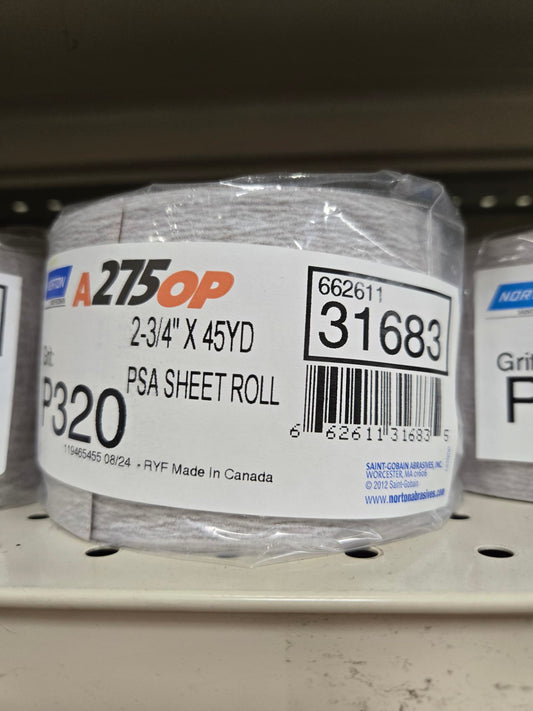 NORTON
A275OP
2-3/4" X 45YD
PSA SHEET ROLL
Grit:
P320
119465455 08/24 - RYF Made In Canada
662611
31683
6 62611 31683 5
SAINT-GOBAIN ABRASIVES, INC.
WORCESTER, MA 01606
© 2012 Saint-Gobain
www.nortonabrasives.com
NORT
Grit
P